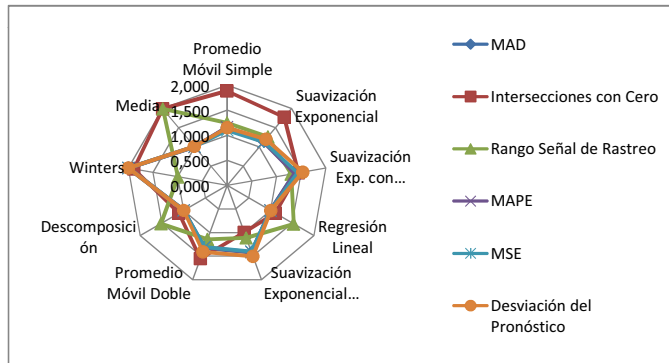 Promedio
Móvil Simple
Suavización
Exponencial
Suavización
Exp. con
Exp. con...
Regresión
Lineal
Suavización
Exponencial...
Promedio
Móvil Doble
Descomposici
ón
Winters
Media
2,000
1,500
1,000
0,500
0,000
MAD
Intersecciones con Cero
Rango Señal de Rastreo
MAPE
MSE
Desviación del
Pronóstico